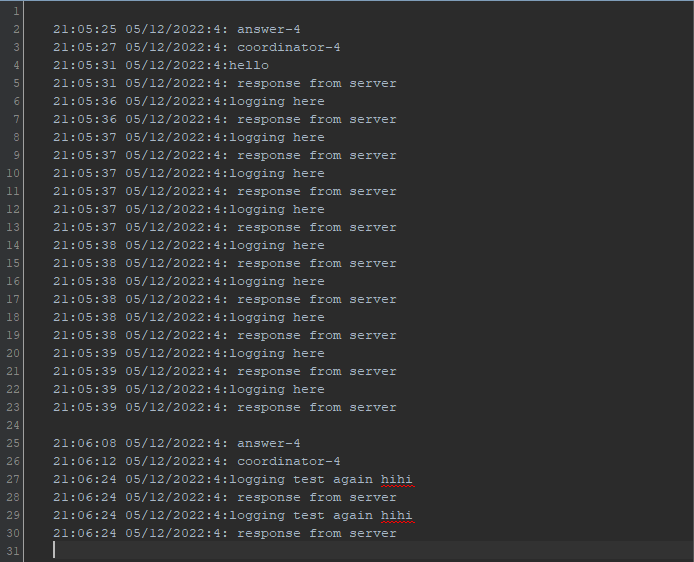 1
2 21:05:25 05/12/2022:4: answer-4
3 21:05:27 05/12/2022:4: coordinator-4
4 21:05:31 05/12/2022:4:hello
5 21:05:31 05/12/2022:4: response from server
6 21:05:36 05/12/2022:4:logging here
7 21:05:36 05/12/2022:4: response from server
8 21:05:37 05/12/2022:4:logging here
9 21:05:37 05/12/2022:4: response from server
10 21:05:37 05/12/2022:4:logging here
11 21:05:37 05/12/2022:4: response from server
12 21:05:37 05/12/2022:4:logging here
13 21:05:37 05/12/2022:4: response from server
14 21:05:38 05/12/2022:4:logging here
15 21:05:38 05/12/2022:4: response from server
16 21:05:38 05/12/2022:4:logging here
17 21:05:38 05/12/2022:4: response from server
18 21:05:38 05/12/2022:4:logging here
19 21:05:38 05/12/2022:4: response from server
20 21:05:39 05/12/2022:4:logging here
21 21:05:39 05/12/2022:4: response from server
22 21:05:39 05/12/2022:4:logging here
23 21:05:39 05/12/2022:4: response from server
24
25 21:06:08 05/12/2022:4: answer-4
26 21:06:12 05/12/2022:4: coordinator-4
27 21:06:24 05/12/2022:4:logging test again hihi
28 21:06:24 05/12/2022:4: response from server
29 21:06:24 05/12/2022:4:logging test again hihi
30 21:06:24 05/12/2022:4: response from server
31